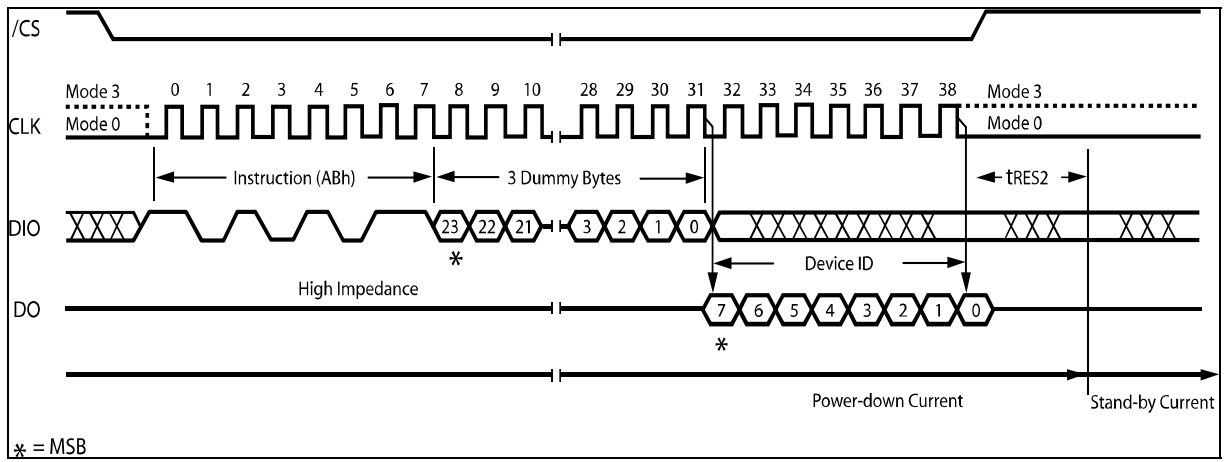 /CS
Mode 3 0 1 2 3 4 5 6 7 8 9 10 28 29 30 31 32 33 34 35 36 37 38 Mode 3
CLK Mode 0 Mode 0
Instruction (ABh) 3 Dummy Bytes tRES2
DIO 23 22 21 3 2 1 0
* Device ID
High Impedance
DO 7 6 5 4 3 2 1 0
*
Power-down Current Stand-by Current
* = MSB